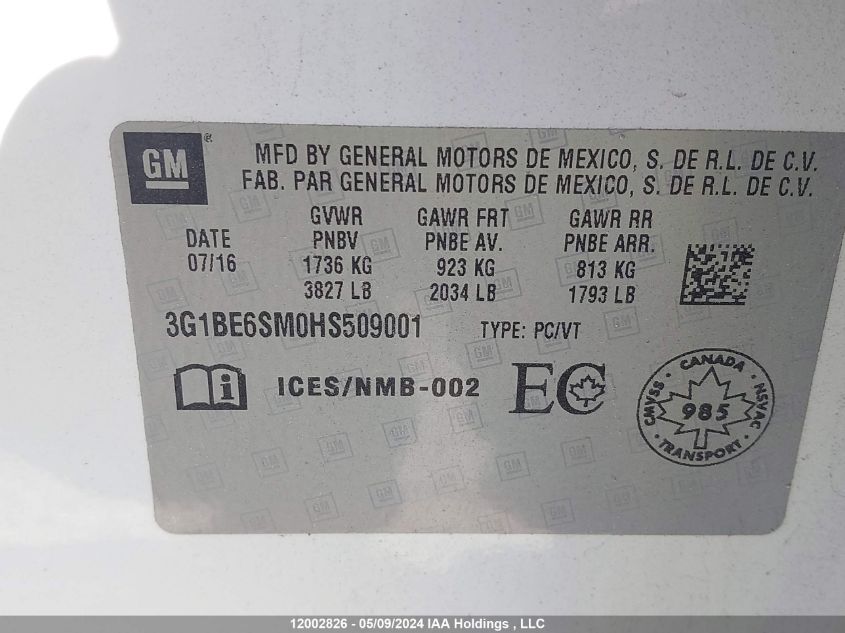 GM
®
MFD BY GENERAL MOTORS DE MEXICO, S. DE R.L. DE C.V.
FAB. PAR GENERAL MOTORS DE MEXICO, S. DE R.L. DE C.V.
GVWR GAWR FRT GAWR RR
DATE PNBV PNBE AV. PNBE ARR.
07/16 1736 KG 923 KG 813 KG
3827 LB 2034 LB 1793 LB
3G1BE6SM0HS509001 TYPE: PC/VT
i ICES/NMB-002 EC
CANADA
CMVSS 985 NSVAC
TRANSPORT
12002826 - 05/09/2024 IAA Holdings , LLC